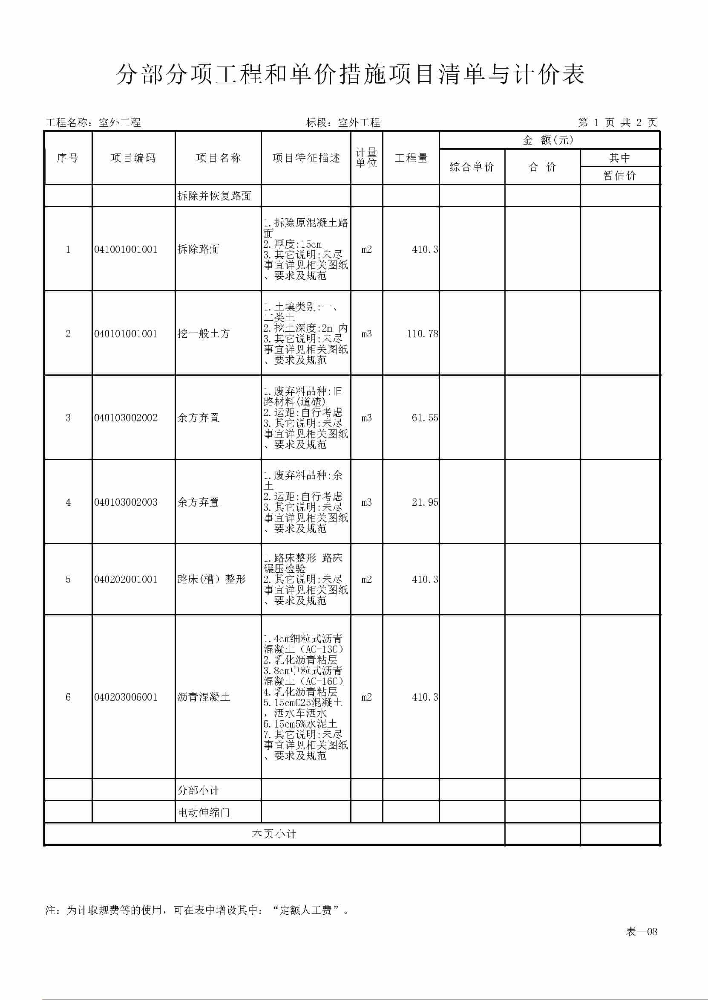 分部分项工程和单价措施项目清单与计价表
工程名称：室外工程 标段：室外工程 第 1 页 共 2 页
序号 项目编码 项目名称 项目特征描述 计量单位 工程量 金 额(元)
综合单价 合 价 其中
暂估价
拆除并恢复路面
1 041001001001 拆除路面
1.拆除原混凝土路
面
2.厚度:15cm
3.其它说明:未尽
事宜详见相关图纸
、要求及规范
m2 410.3
2 040101001001 挖一般土方
1.土壤类别:一、
二类土
2.挖土深度:2m 内
3.其它说明:未尽
事宜详见相关图纸
、要求及规范
m3 110.78
3 040103002002 余方弃置
1.废弃料品种:旧
路材料(道碴)
2.运距:自行考虑
3.其它说明:未尽
事宜详见相关图纸
、要求及规范
m3 61.55
4 040103002003 余方弃置
1.废弃料品种:余
土
2.运距:自行考虑
3.其它说明:未尽
事宜详见相关图纸
、要求及规范
m3 21.95
5 040202001001 路床(槽）整形
1.路床整形 路床
碾压检验
2.其它说明:未尽
事宜详见相关图纸
、要求及规范
m2 410.3
6 040203006001 沥青混凝土
1.4cm细粒式沥青
混凝土（AC-13C）
2.乳化沥青粘层
3.8cm中粒式沥青
混凝土（AC-16C）
4.乳化沥青粘层
5.15cmC25混凝土
，洒水车洒水
6.15cm5%水泥土
7.其它说明:未尽
事宜详见相关图纸
、要求及规范
m2 410.3
分部小计
电动伸缩门
本页小计
注：为计取规费等的使用，可在表中增设其中：“定额人工费”。
表—08